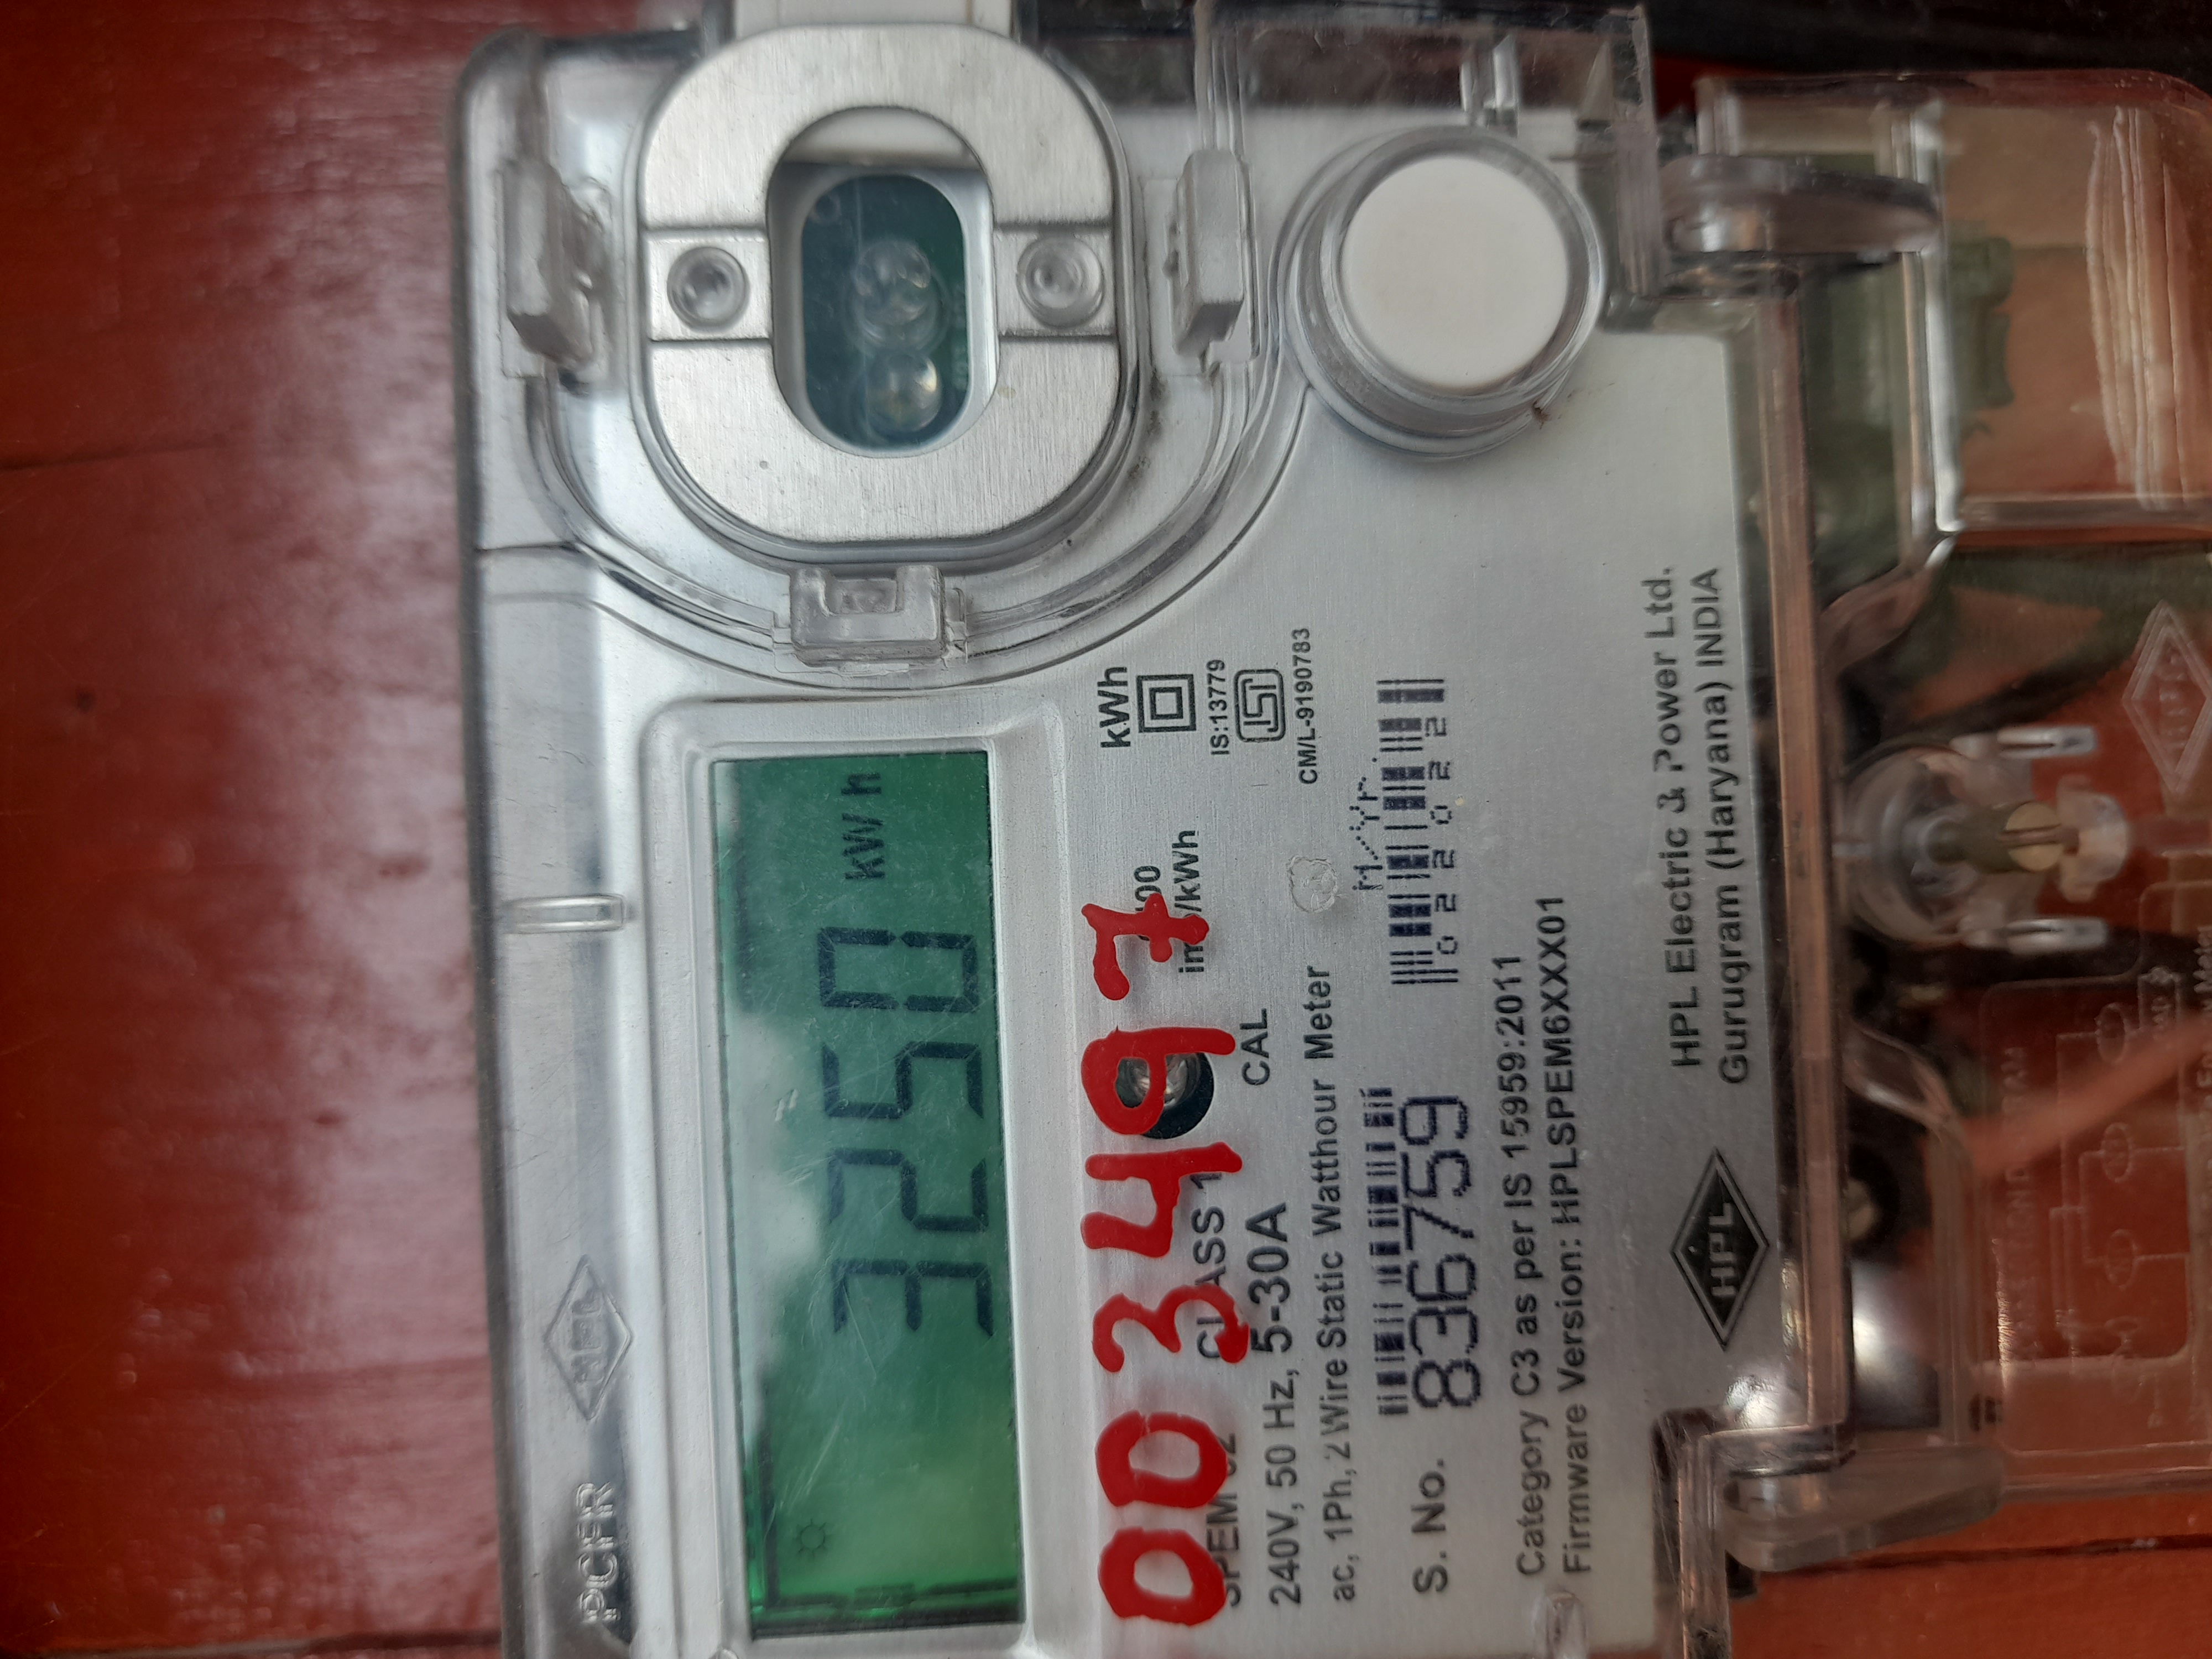 PCFR
HPL
3250 kWh
003497
CLASS 1
CAL
240V, 50 Hz, 5-30A
ac, 1Ph, 2 Wire Static Watthour Meter
kWh
IS:13779
CM/L-9190783
S. No. 836759
Category C3 as per IS 15959:2011
Firmware Version: HPLSPEM6XXX01
HPL
HPL Electric & Power Ltd.
Gurugram (Haryana) INDIA